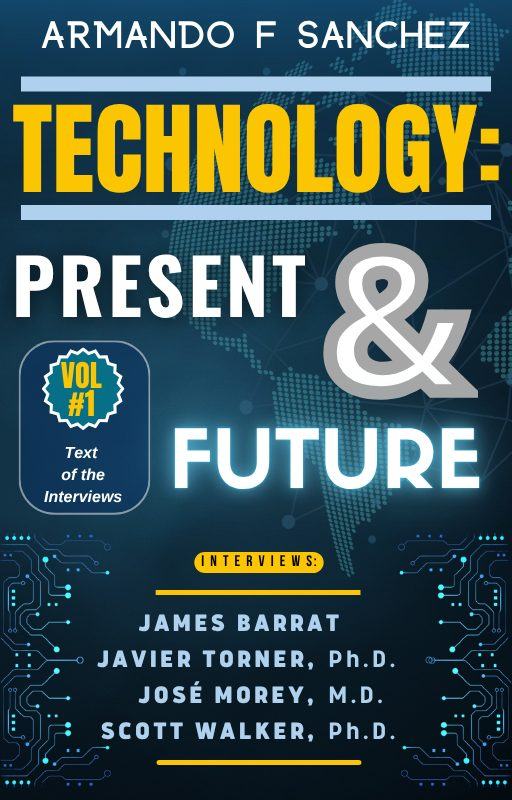 ARMANDO F SANCHEZ
TECHNOLOGY:
PRESENT &
FUTURE
VOL
#1
Text
of the
Interviews
INTERVIEWS:
JAMES BARRAT
JAVIER TORNER, Ph.D.
JOSÉ MOREY, M.D.
SCOTT WALKER, Ph.D.